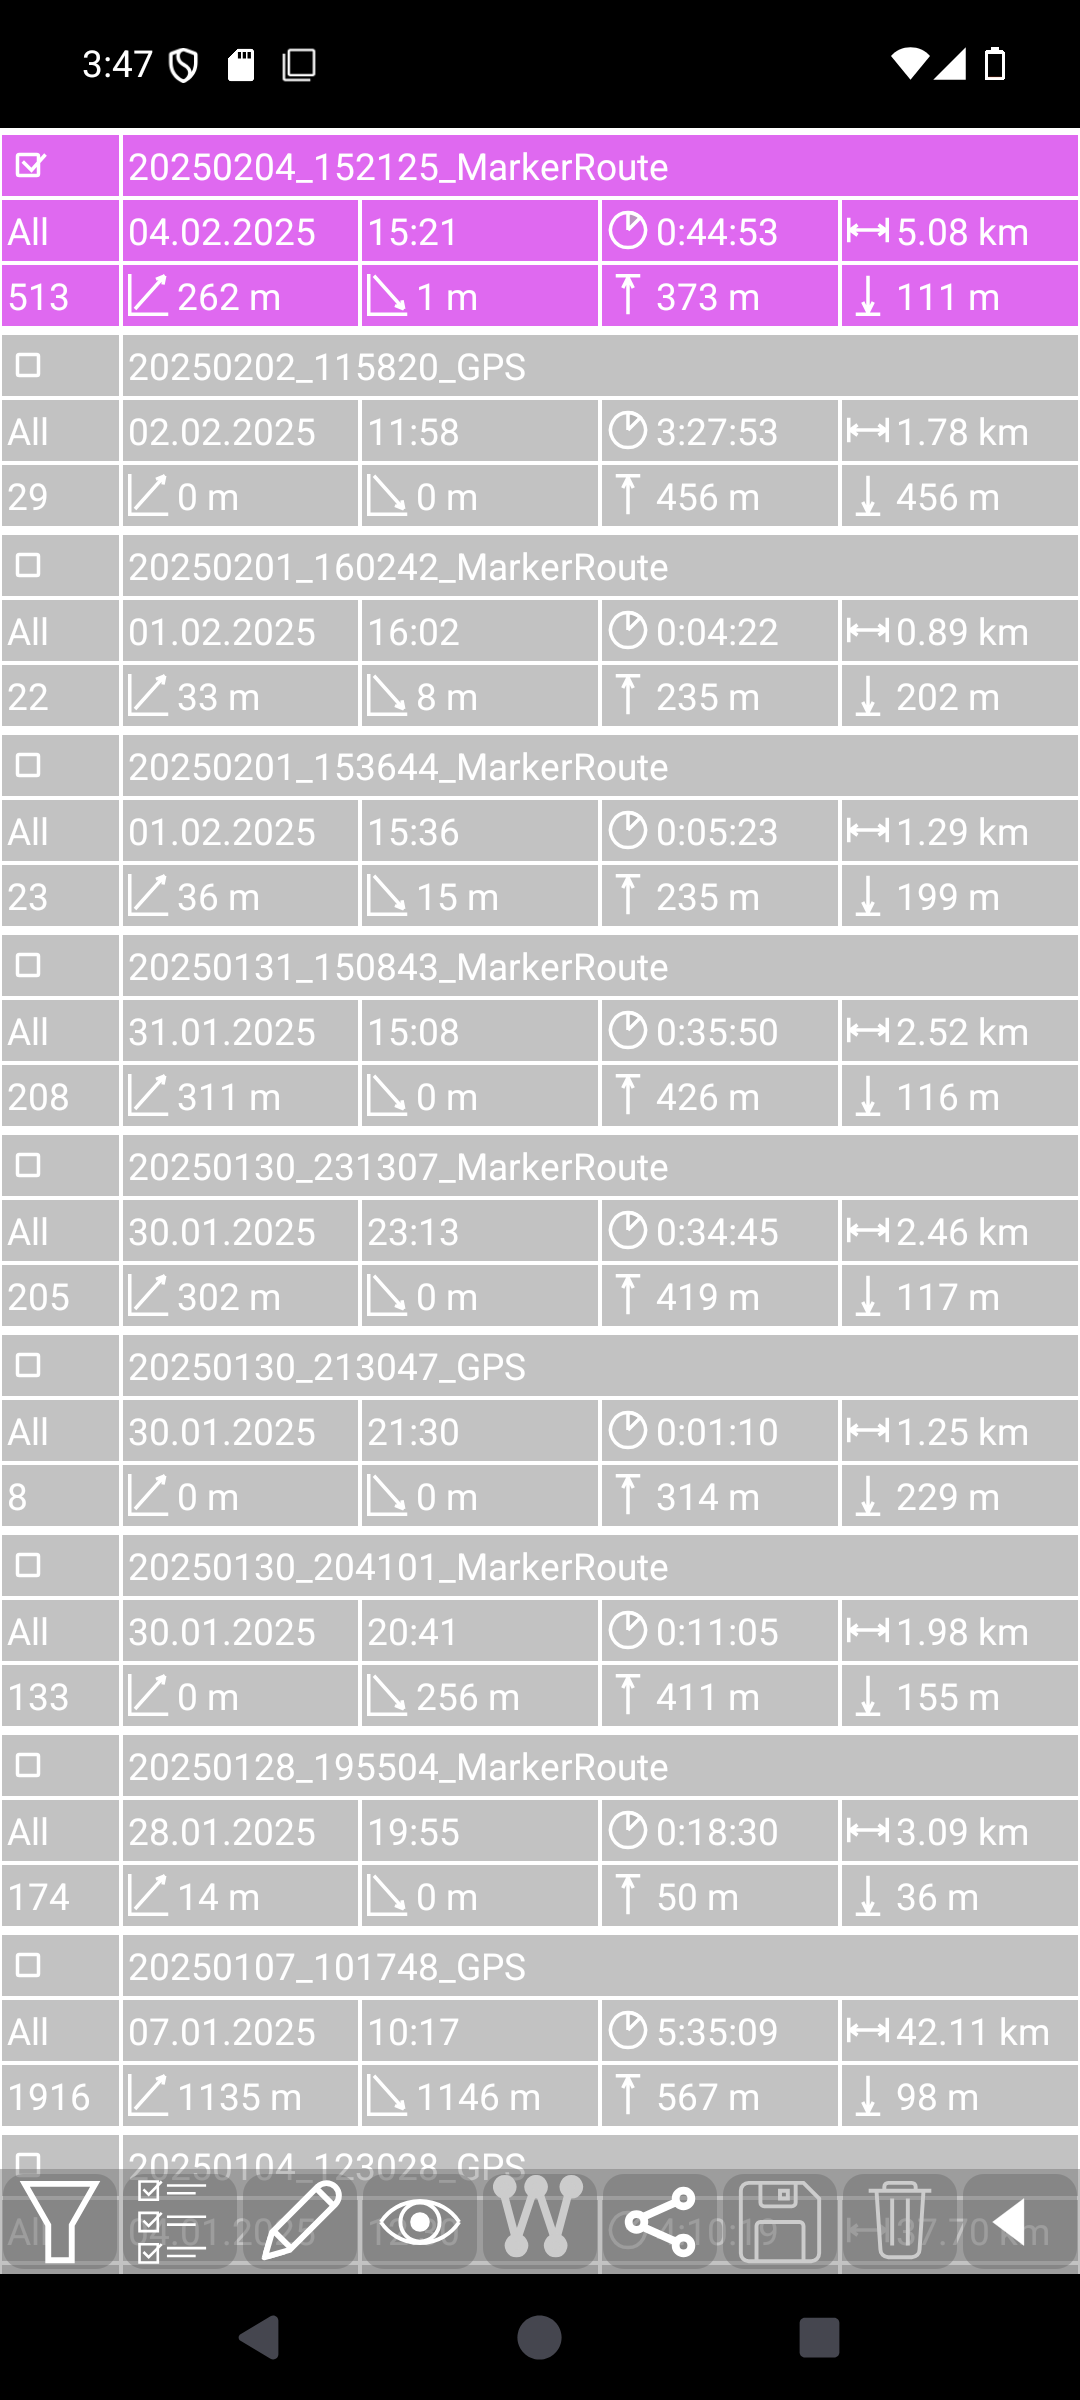 3:47
20250204_152125_MarkerRoute
All 04.02.2025 15:21 0:44:53 5.08 km
513 262 m 1 m 373 m 111 m
20250202_115820_GPS
All 02.02.2025 11:58 3:27:53 1.78 km
29 0 m 0 m 456 m 456 m
20250201_160242_MarkerRoute
All 01.02.2025 16:02 0:04:22 0.89 km
22 33 m 8 m 235 m 202 m
20250201_153644_MarkerRoute
All 01.02.2025 15:36 0:05:23 1.29 km
23 36 m 15 m 235 m 199 m
20250131_150843_MarkerRoute
All 31.01.2025 15:08 0:35:50 2.52 km
208 311 m 0 m 426 m 116 m
20250130_231307_MarkerRoute
All 30.01.2025 23:13 0:34:45 2.46 km
205 302 m 0 m 419 m 117 m
20250130_213047_GPS
All 30.01.2025 21:30 0:01:10 1.25 km
8 0 m 0 m 314 m 229 m
20250130_204101_MarkerRoute
All 30.01.2025 20:41 0:11:05 1.98 km
133 0 m 256 m 411 m 155 m
20250128_195504_MarkerRoute
All 28.01.2025 19:55 0:18:30 3.09 km
174 14 m 0 m 50 m 36 m
20250107_101748_GPS
All 07.01.2025 10:17 5:35:09 42.11 km
1916 1135 m 1146 m 567 m 98 m
20250104_123028_GPS
All 04.01.2025 37.70 km